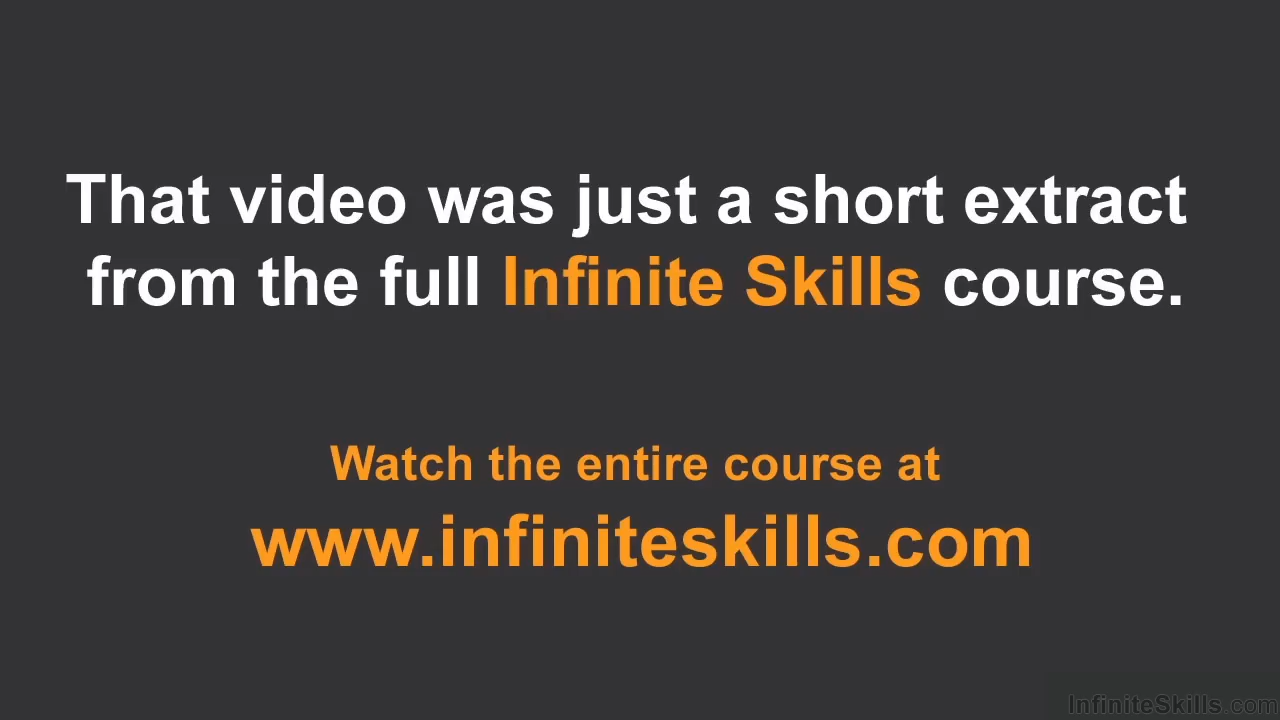 That video was just a short extract
from the full Infinite Skills course.
Watch the entire course at
www.infiniteskills.com
InfiniteSkills.com